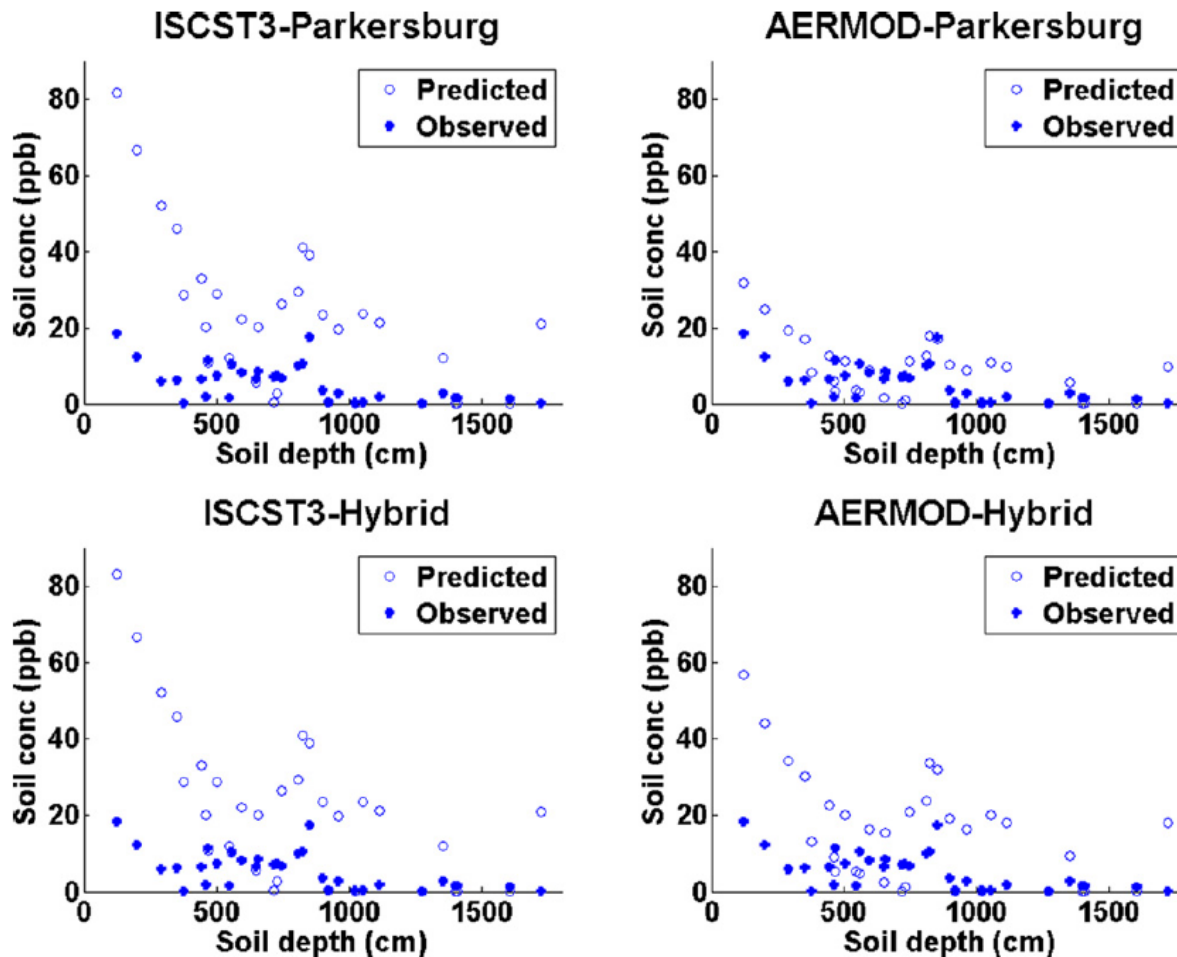 ISCST3-Parkersburg
Soil conc (ppb)
80
60
40
20
0
Predicted
Observed
0 500 1000 1500
Soil depth (cm)
AERMOD-Parkersburg
Soil conc (ppb)
80
60
40
20
0
Predicted
Observed
0 500 1000 1500
Soil depth (cm)
ISCST3-Hybrid
Soil conc (ppb)
80
60
40
20
0
Predicted
Observed
0 500 1000 1500
Soil depth (cm)
AERMOD-Hybrid
Soil conc (ppb)
80
60
40
20
0
Predicted
Observed
0 500 1000 1500
Soil depth (cm)